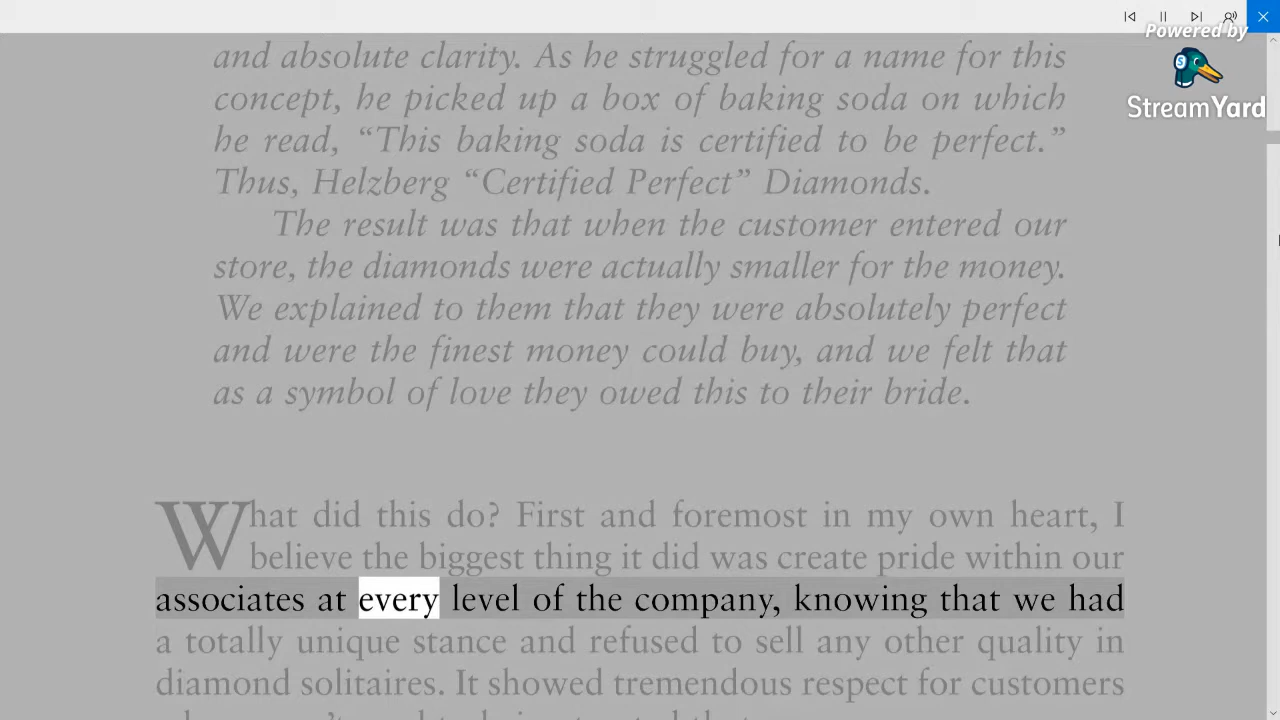 Powered by
StreamYard
and absolute clarity. As he struggled for a name for this
concept, he picked up a box of baking soda on which
he read, “This baking soda is certified to be perfect.”
Thus, Helzberg “Certified Perfect” Diamonds.
The result was that when the customer entered our
store, the diamonds were actually smaller for the money.
We explained to them that they were absolutely perfect
and were the finest money could buy, and we felt that
as a symbol of love they owed this to their bride.
What did this do? First and foremost in my own heart, I
believe the biggest thing it did was create pride within our
associates at every level of the company, knowing that we had
a totally unique stance and refused to sell any other quality in
diamond solitaires. It showed tremendous respect for customers